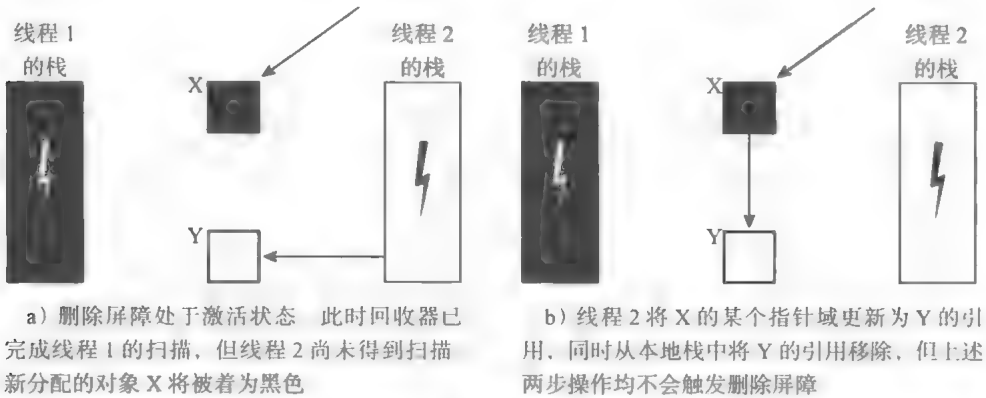 线程 1
的栈
线程 2
的栈
X
Y
a）删除屏障处于激活状态 此时回收器已
完成线程 1 的扫描，但线程 2 尚未得到扫描
新分配的对象 X 将被着为黑色
线程 1
的栈
线程 2
的栈
X
Y
b）线程 2 将 X 的某个指针域更新为 Y 的引
用，同时从本地栈中将 Y 的引用移除，但上述
两步操作均不会触发删除屏障